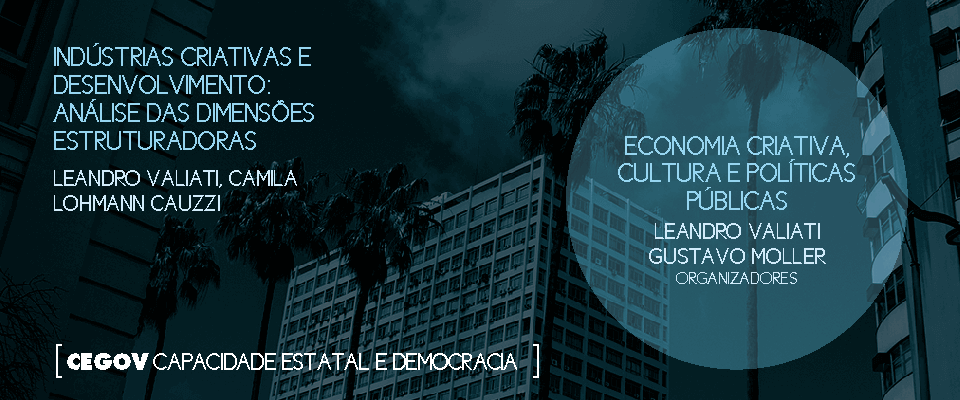 INDÚSTRIAS CRIATIVAS E
DESENVOLVIMENTO:
ANÁLISE DAS DIMENSÕES
ESTRUTURADORAS
LEANDRO VALIATI, CAMILA
LOHMANN CAUZZI
ECONOMIA CRIATIVA,
CULTURA E POLÍTICAS
PÚBLICAS
LEANDRO VALIATI
GUSTAVO MOLLER
ORGANIZADORES
[CEGOV CAPACIDADE ESTATAL E DEMOCRACIA ]